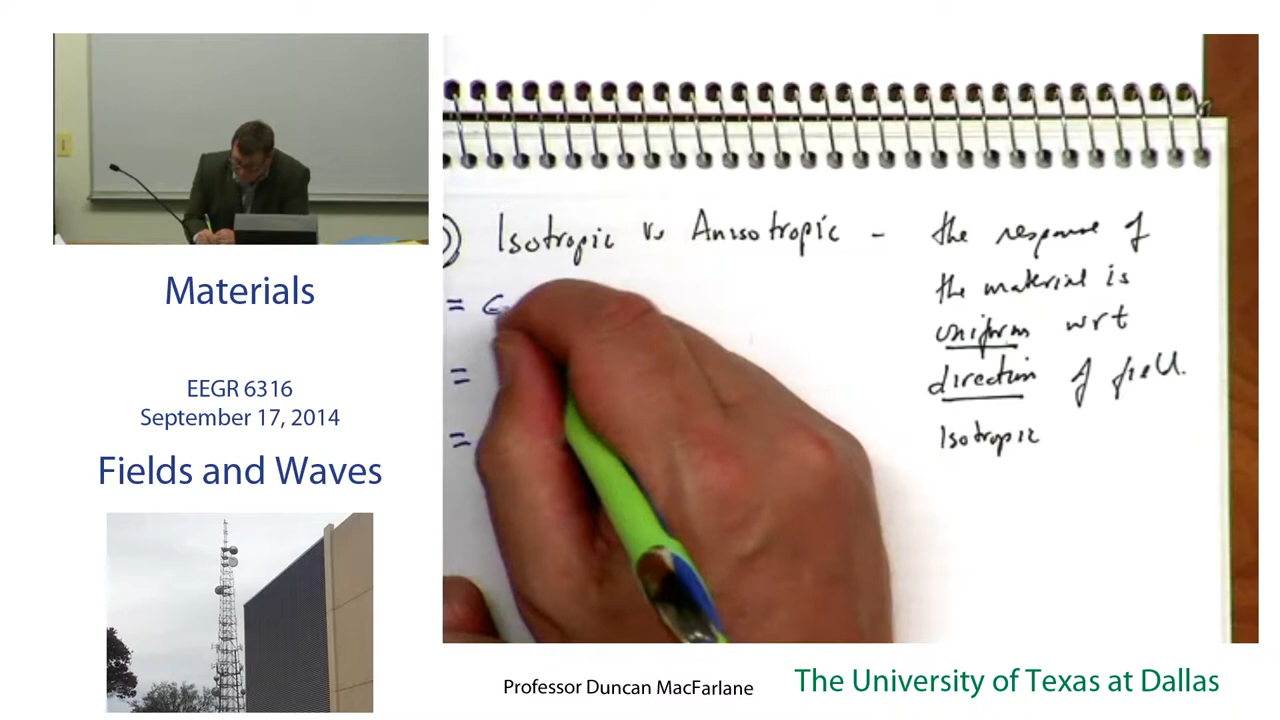 Materials
EEGR 6316
September 17, 2014
Fields and Waves
) Isotropic vs Anisotropic - the response of
the material is
uniform wrt
direction of field.
Isotropic
= ϵ
=
=
Professor Duncan MacFarlane
The University of Texas at Dallas